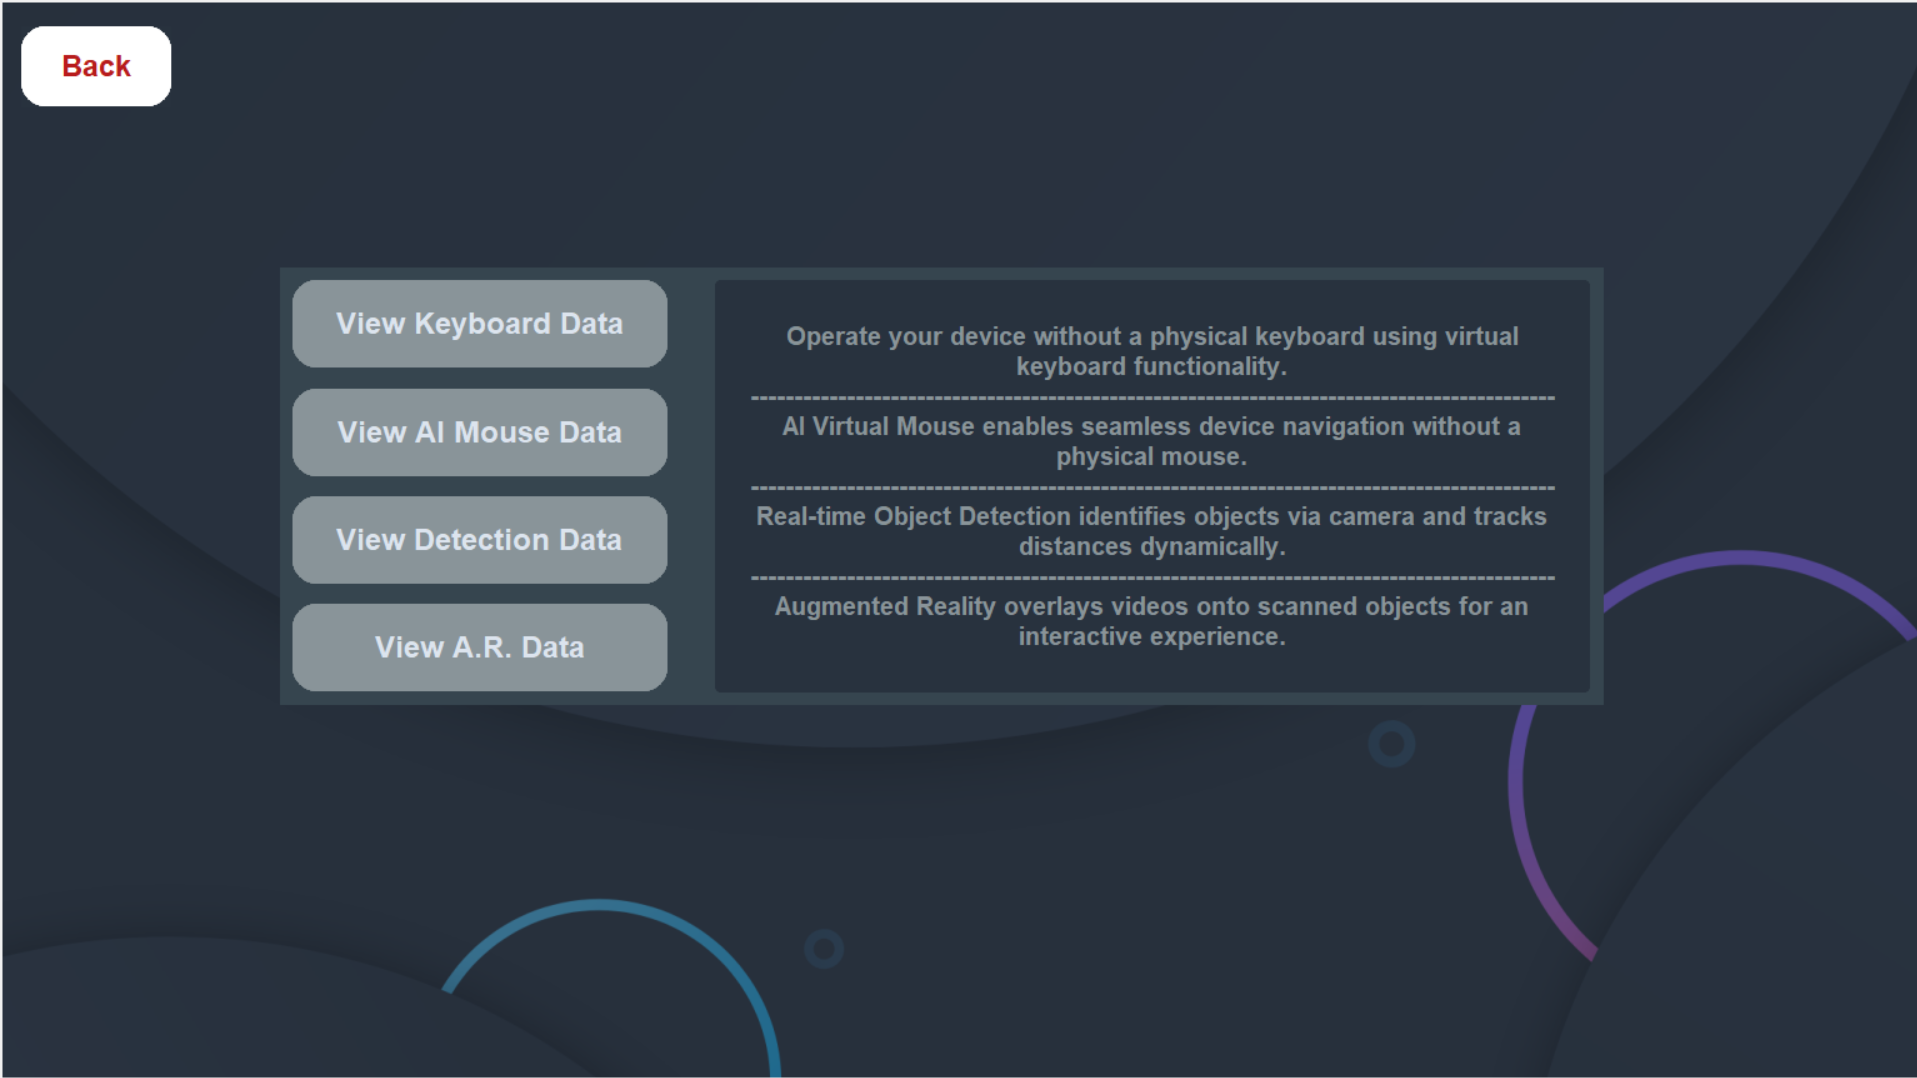 Back
View Keyboard Data
View AI Mouse Data
View Detection Data
View A.R. Data
Operate your device without a physical keyboard using virtual
keyboard functionality.
--------------------------------------------------------------------------------------------
AI Virtual Mouse enables seamless device navigation without a
physical mouse.
--------------------------------------------------------------------------------------------
Real-time Object Detection identifies objects via camera and tracks
distances dynamically.
--------------------------------------------------------------------------------------------
Augmented Reality overlays videos onto scanned objects for an
interactive experience.